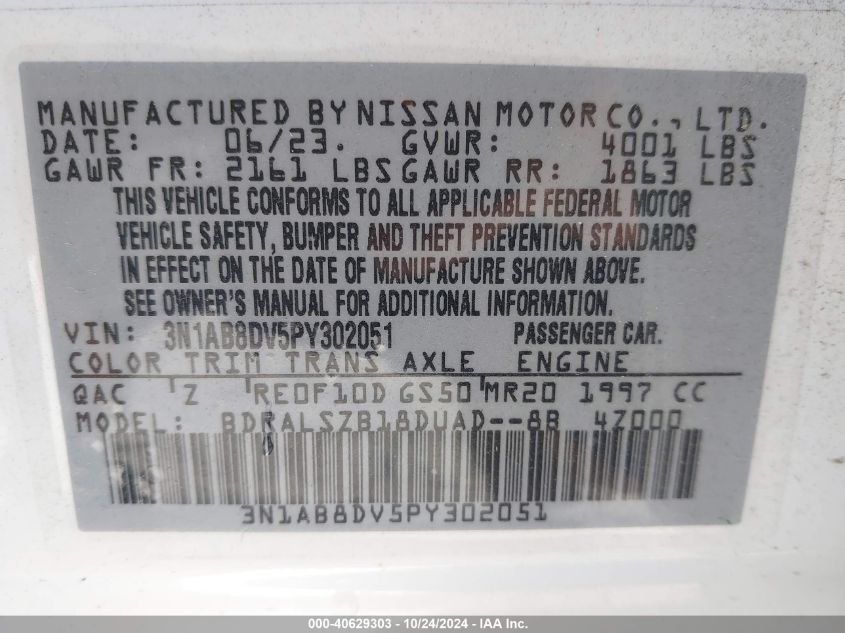 MANUFACTURED BY NISSAN MOTOR CO., LTD.
DATE: 06/23. GVWR: 4001 LBS
GAWR FR: 2161 LBS GAWR RR: 1863 LBS
THIS VEHICLE CONFORMS TO ALL APPLICABLE FEDERAL MOTOR
VEHICLE SAFETY, BUMPER AND THEFT PREVENTION STANDARDS
IN EFFECT ON THE DATE OF MANUFACTURE SHOWN ABOVE.
SEE OWNER'S MANUAL FOR ADDITIONAL INFORMATION.
VIN: 3N1AB8DV5PY302051 PASSENGER CAR.
COLOR TRIM TRANS AXLE ENGINE
QAC Z RE0F10D GS50 MR20 1997 CC
MODEL: BDRALSZB18DUAD--8B 4Z000
3N1AB8DV5PY302051
000-40629303 - 10/24/2024 - IAAI.com